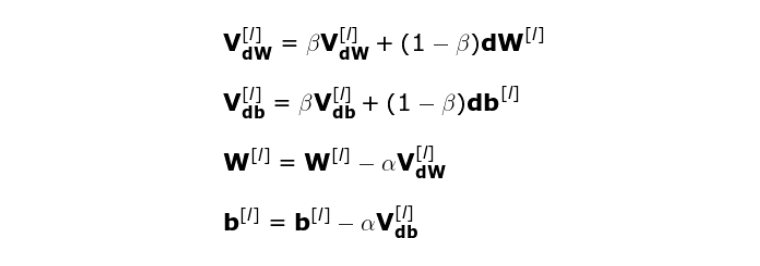 V_dW^[l] = βV_dW^[l] + (1 − β)dW^[l]
V_db^[l] = βV_db^[l] + (1 − β)db^[l]
W^[l] = W^[l] − αV_dW^[l]
b^[l] = b^[l] − αV_db^[l]